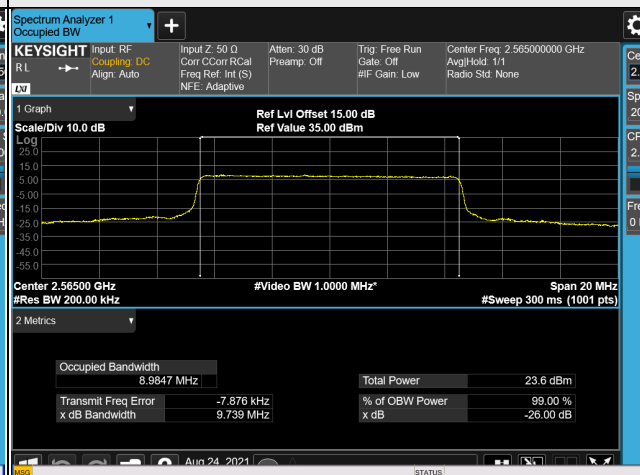 Spectrum Analyzer 1
Occupied BW
+
KEYSIGHT
RL
LXI
Input: RF
Coupling: DC
Align: Auto
Input Z: 50 Ω
Corr CCorr RCal
Freq Ref: Int (S)
NFE: Adaptive
Atten: 30 dB
Preamp: Off
Trig: Free Run
Gate: Off
#IF Gain: Low
Center Freq: 2.565000000 GHz
Avg|Hold: 1/1
Radio Std: None
1 Graph
Scale/Div 10.0 dB
Ref Lvl Offset 15.00 dB
Ref Value 35.00 dBm
Log
25.0
15.0
5.00
-5.00
-15.0
-25.0
-35.0
-45.0
-55.0
Center 2.56500 GHz
#Res BW 200.00 kHz
#Video BW 1.0000 MHz*
Span 20 MHz
#Sweep 300 ms (1001 pts)
2 Metrics
Occupied Bandwidth
8.9847 MHz
Total Power 23.6 dBm
Transmit Freq Error -7.876 kHz
% of OBW Power 99.00 %
x dB Bandwidth 9.739 MHz
x dB -26.00 dB
Aug 24, 2021
MSG
STATUS